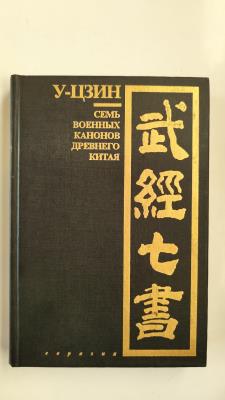 У-ЦЗИН
СЕМЬ
ВОЕННЫХ
КАНОНОВ
ДРЕВНЕГО
КИТАЯ
武經七書
евразия